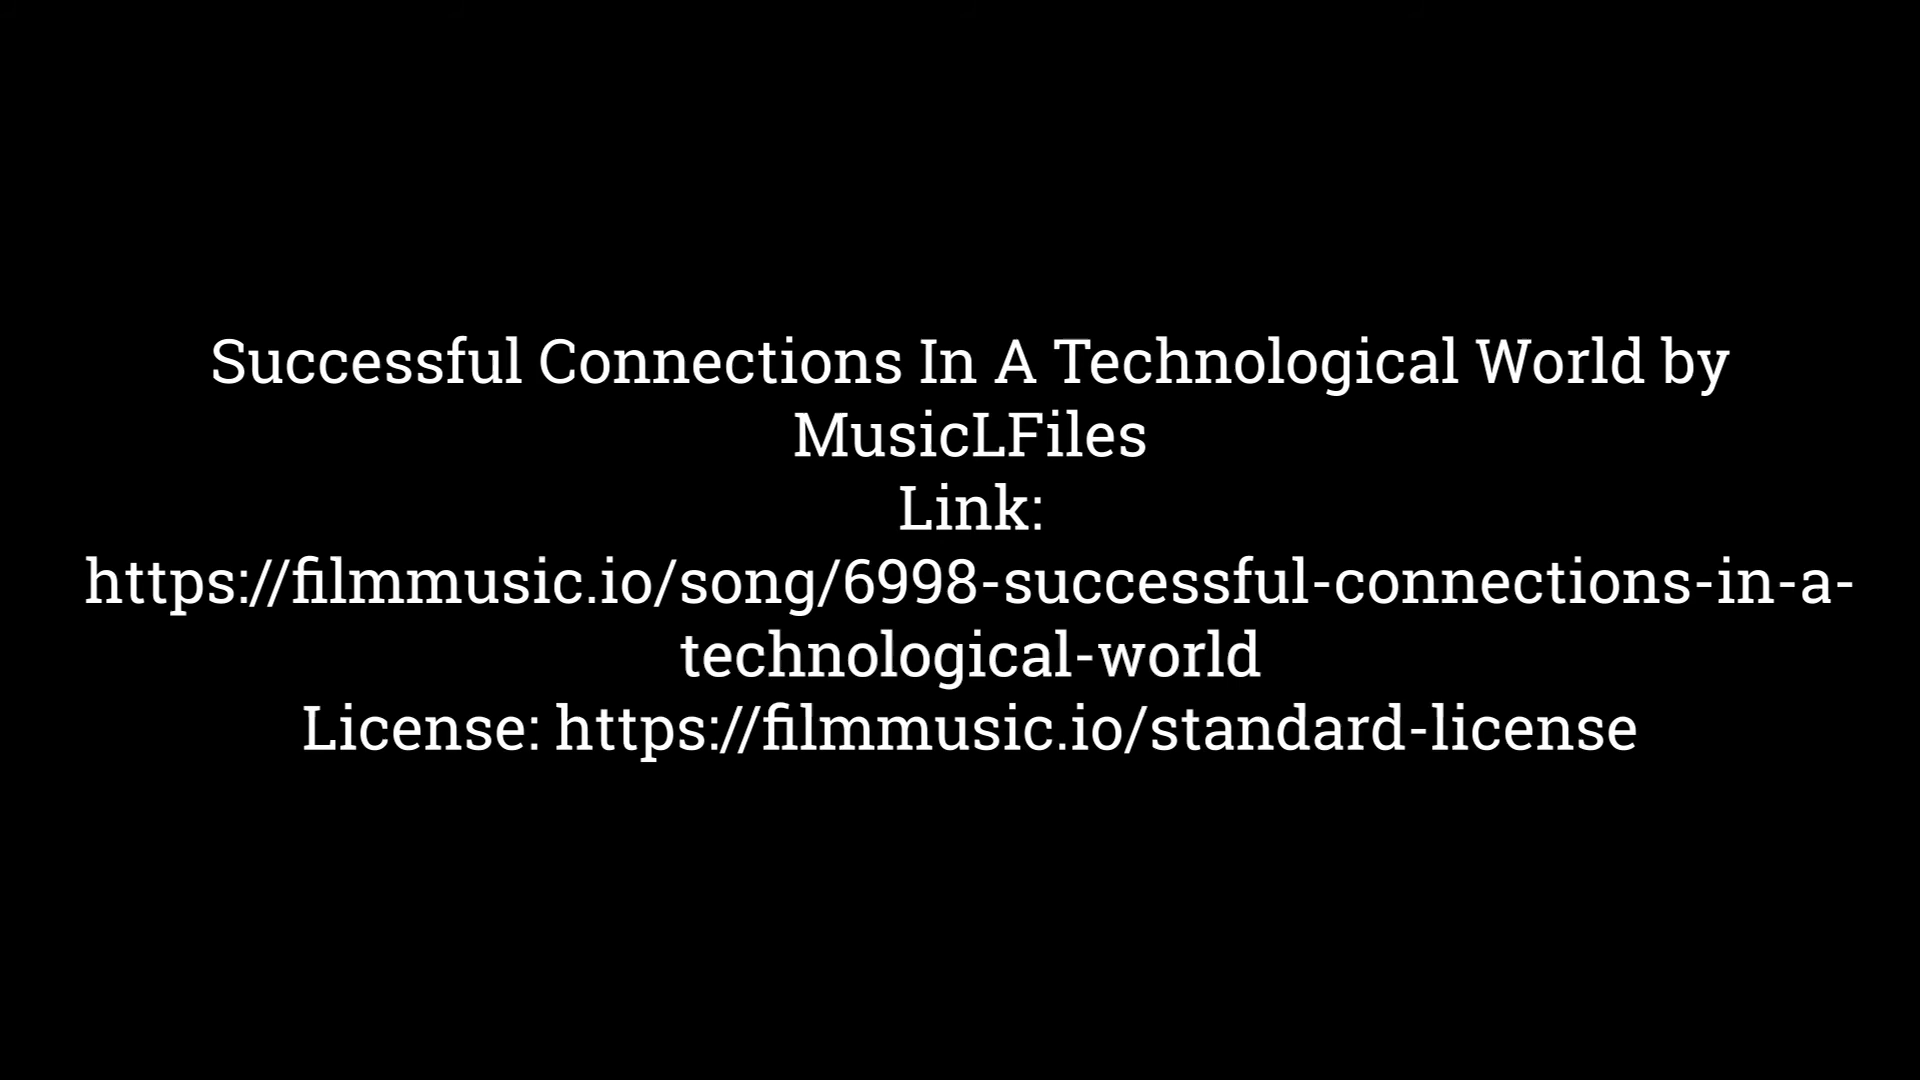 Successful Connections In A Technological World by
MusicLFiles
Link:
https://filmmusic.io/song/6998-successful-connections-in-a-
technological-world
License: https://filmmusic.io/standard-license